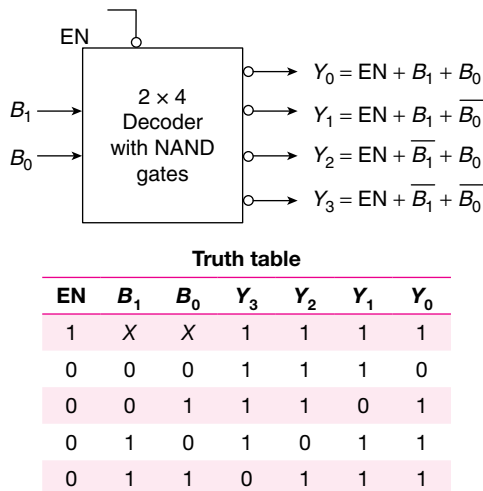 EN
B₁
B₀
2 × 4
Decoder
with NAND
gates
Y₀ = EN + B₁ + B₀
Y₁ = EN + B₁ + B̅₀̅
Y₂ = EN + B̅₁̅ + B₀
Y₃ = EN + B̅₁̅ + B̅₀̅
Truth table
EN B₁ B₀ Y₃ Y₂ Y₁ Y₀
1 X X 1 1 1 1
0 0 0 1 1 1 0
0 0 1 1 1 0 1
0 1 0 1 0 1 1
0 1 1 0 1 1 1